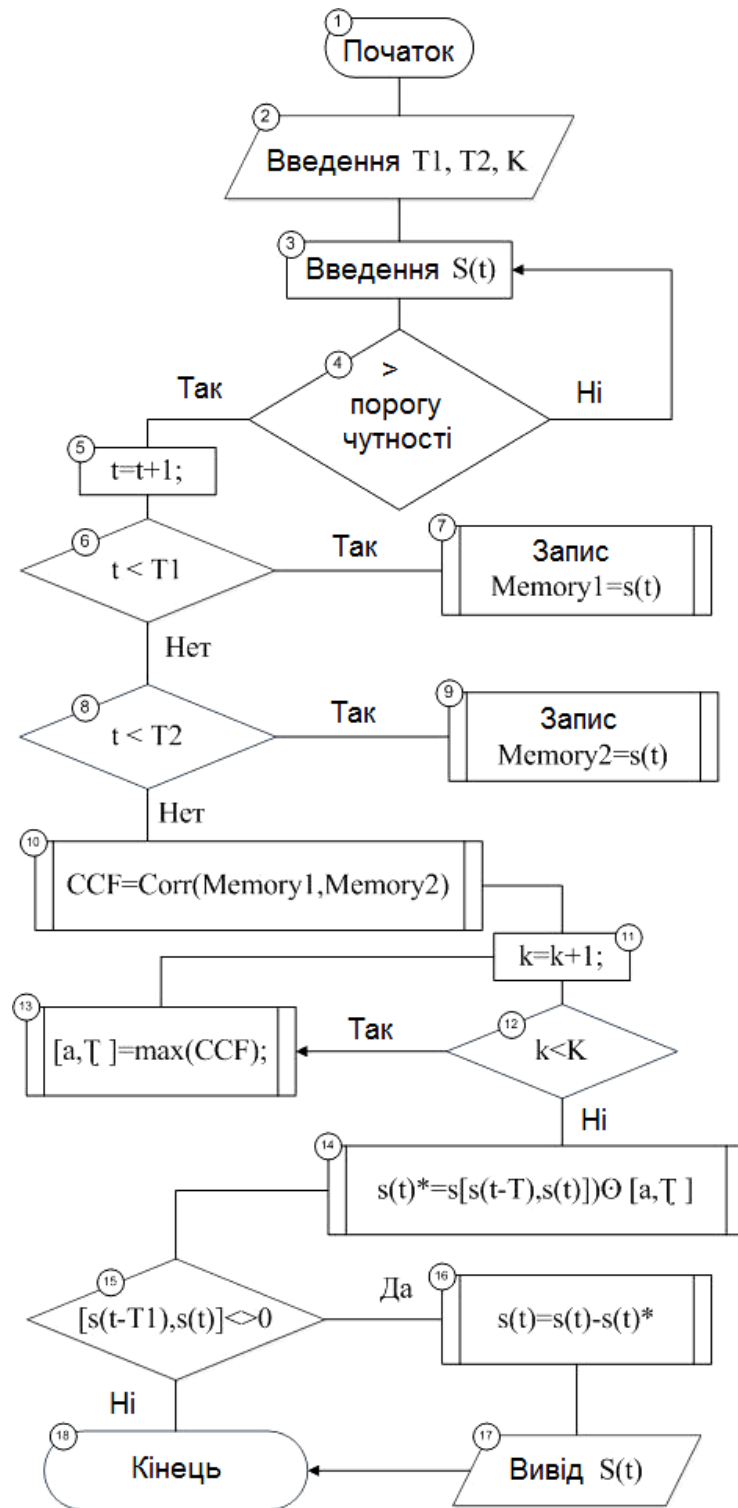 1
Початок
2
Введення T1, T2, K
3
Введення S(t)
4
>
порогу
чутності
Так
Ні
5
t=t+1;
6
t < T1
Так
7
Запис
Memory1=s(t)
Нет
8
t < T2
Так
9
Запис
Memory2=s(t)
Нет
10
CCF=Corr(Memory1,Memory2)
11
k=k+1;
12
k<K
Так
13
[a,Ʈ ]=max(CCF);
Ні
14
s(t)*=s[s(t-T),s(t)])ʘ [a,Ʈ ]
15
[s(t-T1),s(t)]<>0
Да
16
s(t)=s(t)-s(t)*
Ні
17
Вивід S(t)
18
Кінець